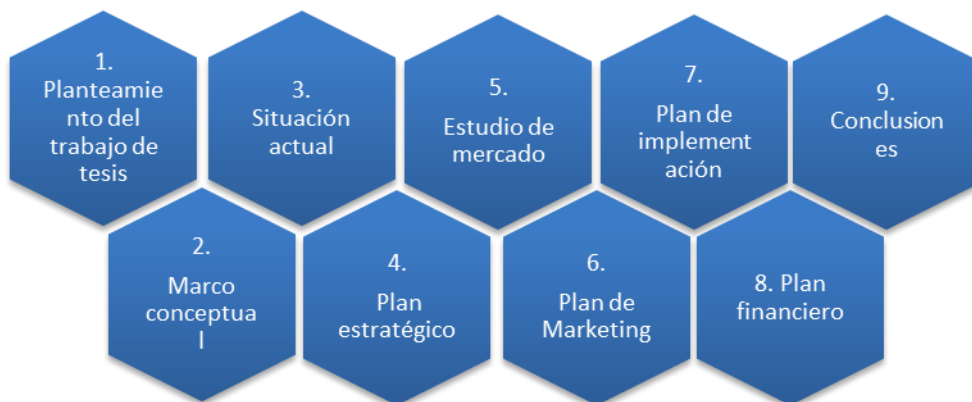 1.
Planteamie
nto del
trabajo de
tesis
2.
Marco
conceptua
l
3.
Situación
actual
4.
Plan
estratégico
5.
Estudio de
mercado
6.
Plan de
Marketing
7.
Plan de
implement
ación
8. Plan
financiero
9.
Conclusion
es